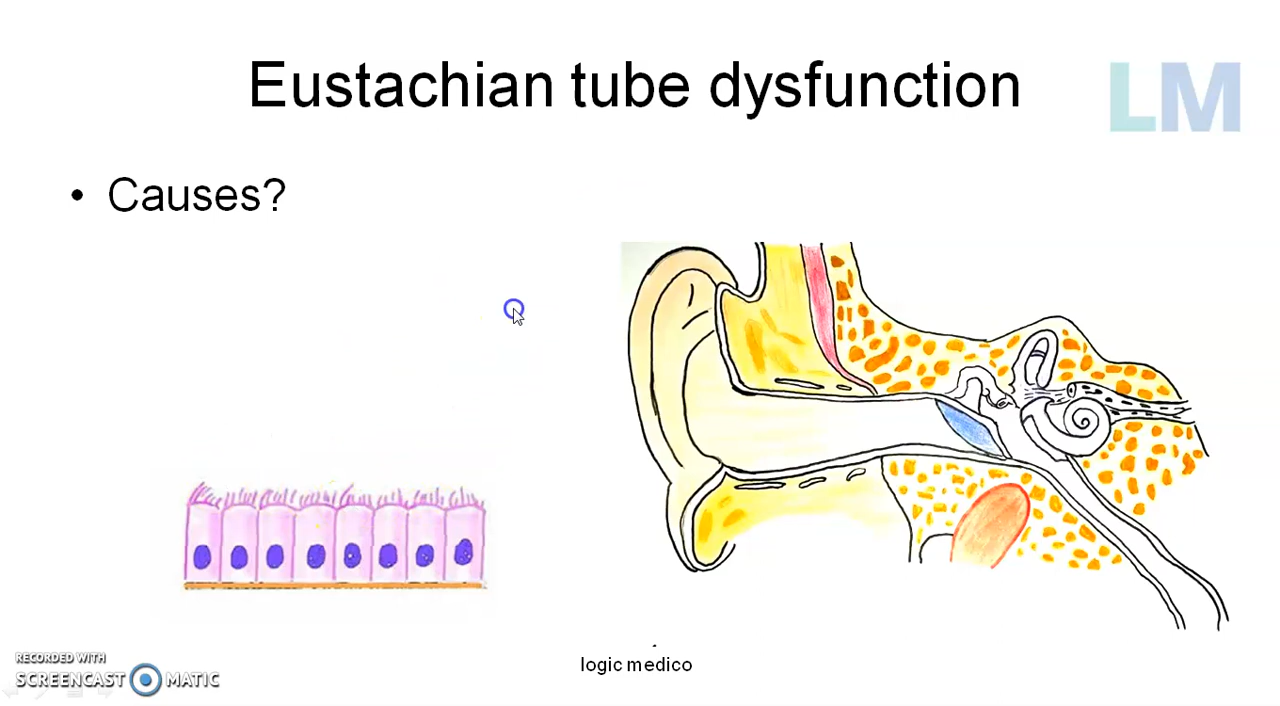 Eustachian tube dysfunction
LM
• Causes?
RECORDED WITH
SCREENCAST MATIC
logic medico